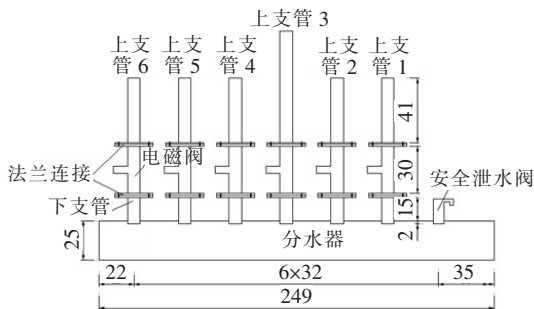 上支管 3
上支
管 6
上支
管 5
上支
管 4
上支
管 2
上支
管 1
41
电磁阀
法兰连接
30
安全泄水阀
下支管
15
2
25
分水器
22
6×32
35
249